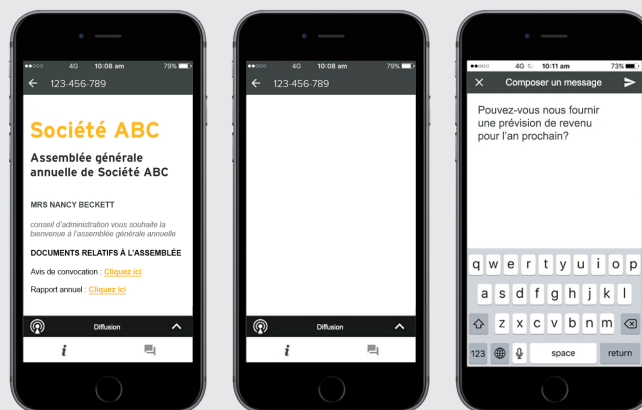 4G 10:08 am 79%
123-456-789
Société ABC
Assemblée générale
annuelle de Société ABC
MRS NANCY BECKETT
conseil d'administration vous souhaite la
bienvenue à l'assemblée générale annuelle
DOCUMENTS RELATIFS À L'ASSEMBLÉE
Avis de convocation : Cliquez ici
Rapport annuel : Cliquez ici
Diffusion
i
4G 10:08 am 79%
123-456-789
Diffusion
i
4G 10:11 am 73%
Composer un message
Pouvez-vous nous fournir
une prévision de revenu
pour l'an prochain?
q w e r t y u i o p
a s d f g h j k l
z x c v b n m
123 space return